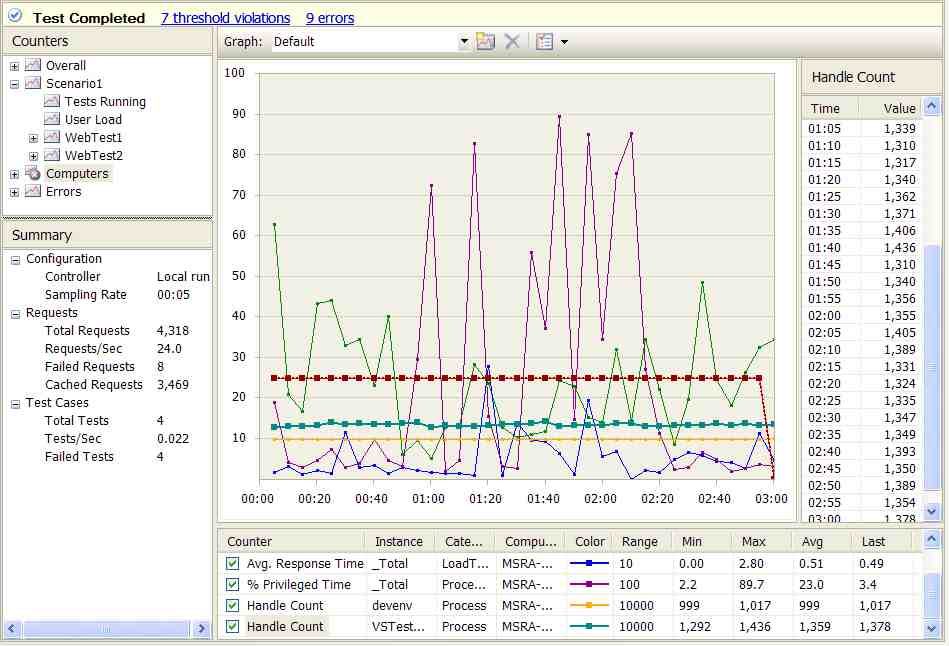 Test Completed 7 threshold violations 9 errors
Counters
Overall
Scenario1
Tests Running
User Load
WebTest1
WebTest2
Computers
Errors
Summary
Configuration
Controller Local run
Sampling Rate 00:05
Requests
Total Requests 4,318
Requests/Sec 24.0
Failed Requests 8
Cached Requests 3,469
Test Cases
Total Tests 4
Tests/Sec 0.022
Failed Tests 4
Graph: Default
100
90
80
70
60
50
40
30
20
10
00:00 00:20 00:40 01:00 01:20 01:40 02:00 02:20 02:40 03:00
Handle Count
Time Value
01:05 1,339
01:10 1,310
01:15 1,317
01:20 1,340
01:25 1,362
01:30 1,371
01:35 1,406
01:40 1,436
01:45 1,310
01:50 1,340
01:55 1,356
02:00 1,355
02:05 1,405
02:10 1,389
02:15 1,331
02:20 1,324
02:25 1,335
02:30 1,347
02:35 1,349
02:40 1,393
02:45 1,350
02:50 1,389
02:55 1,354
03:00 1,378
Counter Instance Cate... Compu... Color Range Min Max Avg Last
Avg. Response Time _Total LoadT... MSRA-... 10 0.00 2.80 0.51 0.49
% Privileged Time _Total Proce... MSRA-... 100 2.2 89.7 23.0 3.4
Handle Count devenv Process MSRA-... 10000 999 1,017 999 1,017
Handle Count VSTest... Process MSRA-... 10000 1,292 1,436 1,359 1,378